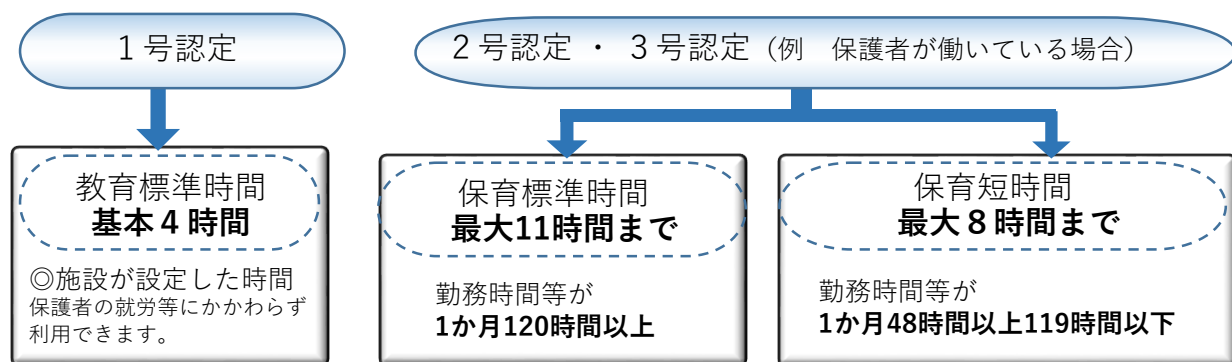 １号認定
教育標準時間
基本４時間
◎施設が設定した時間
保護者の就労等にかかわらず
利用できます。
２号認定 ・ ３号認定（例　保護者が働いている場合）
保育標準時間
最大11時間まで
勤務時間等が
1か月120時間以上
保育短時間
最大８時間まで
勤務時間等が
1か月48時間以上119時間以下